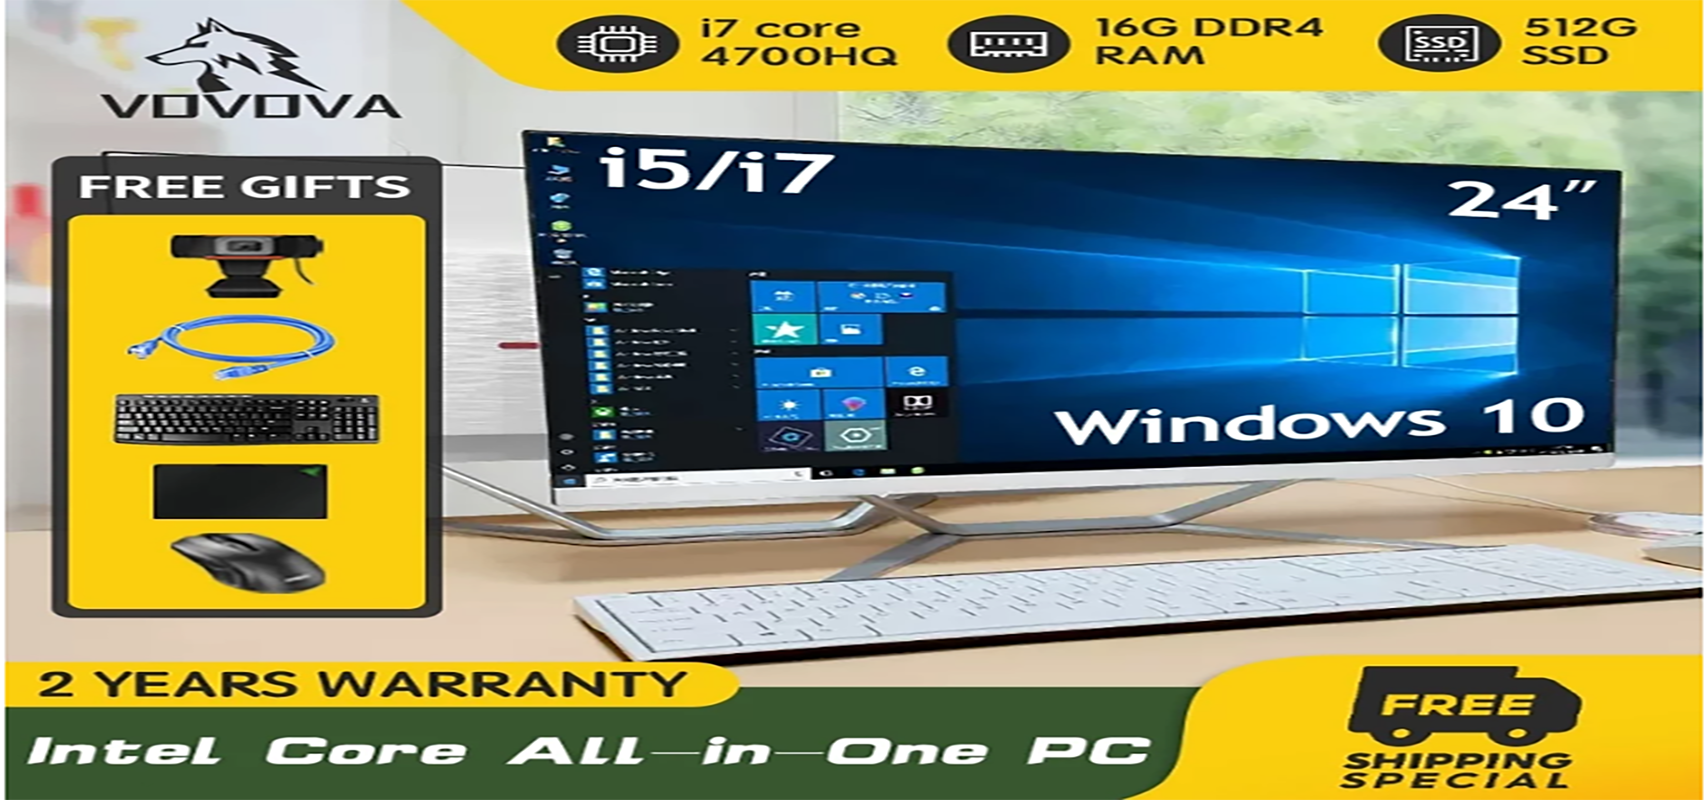 VOVOVA
i7 core
4700HQ
16G DDR4
RAM
SSD
512G
SSD
FREE GIFTS
i5/i7
24"
Windows 10
2 YEARS WARRANTY
Intel Core All-in-One PC
FREE
SHIPPING
SPECIAL